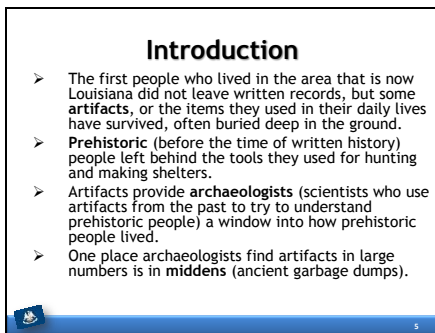 Introduction
➢ The first people who lived in the area that is now
Louisiana did not leave written records, but some
artifacts, or the items they used in their daily lives
have survived, often buried deep in the ground.
➢ Prehistoric (before the time of written history)
people left behind the tools they used for hunting
and making shelters.
➢ Artifacts provide archaeologists (scientists who use
artifacts from the past to try to understand
prehistoric people) a window into how prehistoric
people lived.
➢ One place archaeologists find artifacts in large
numbers is in middens (ancient garbage dumps).
5